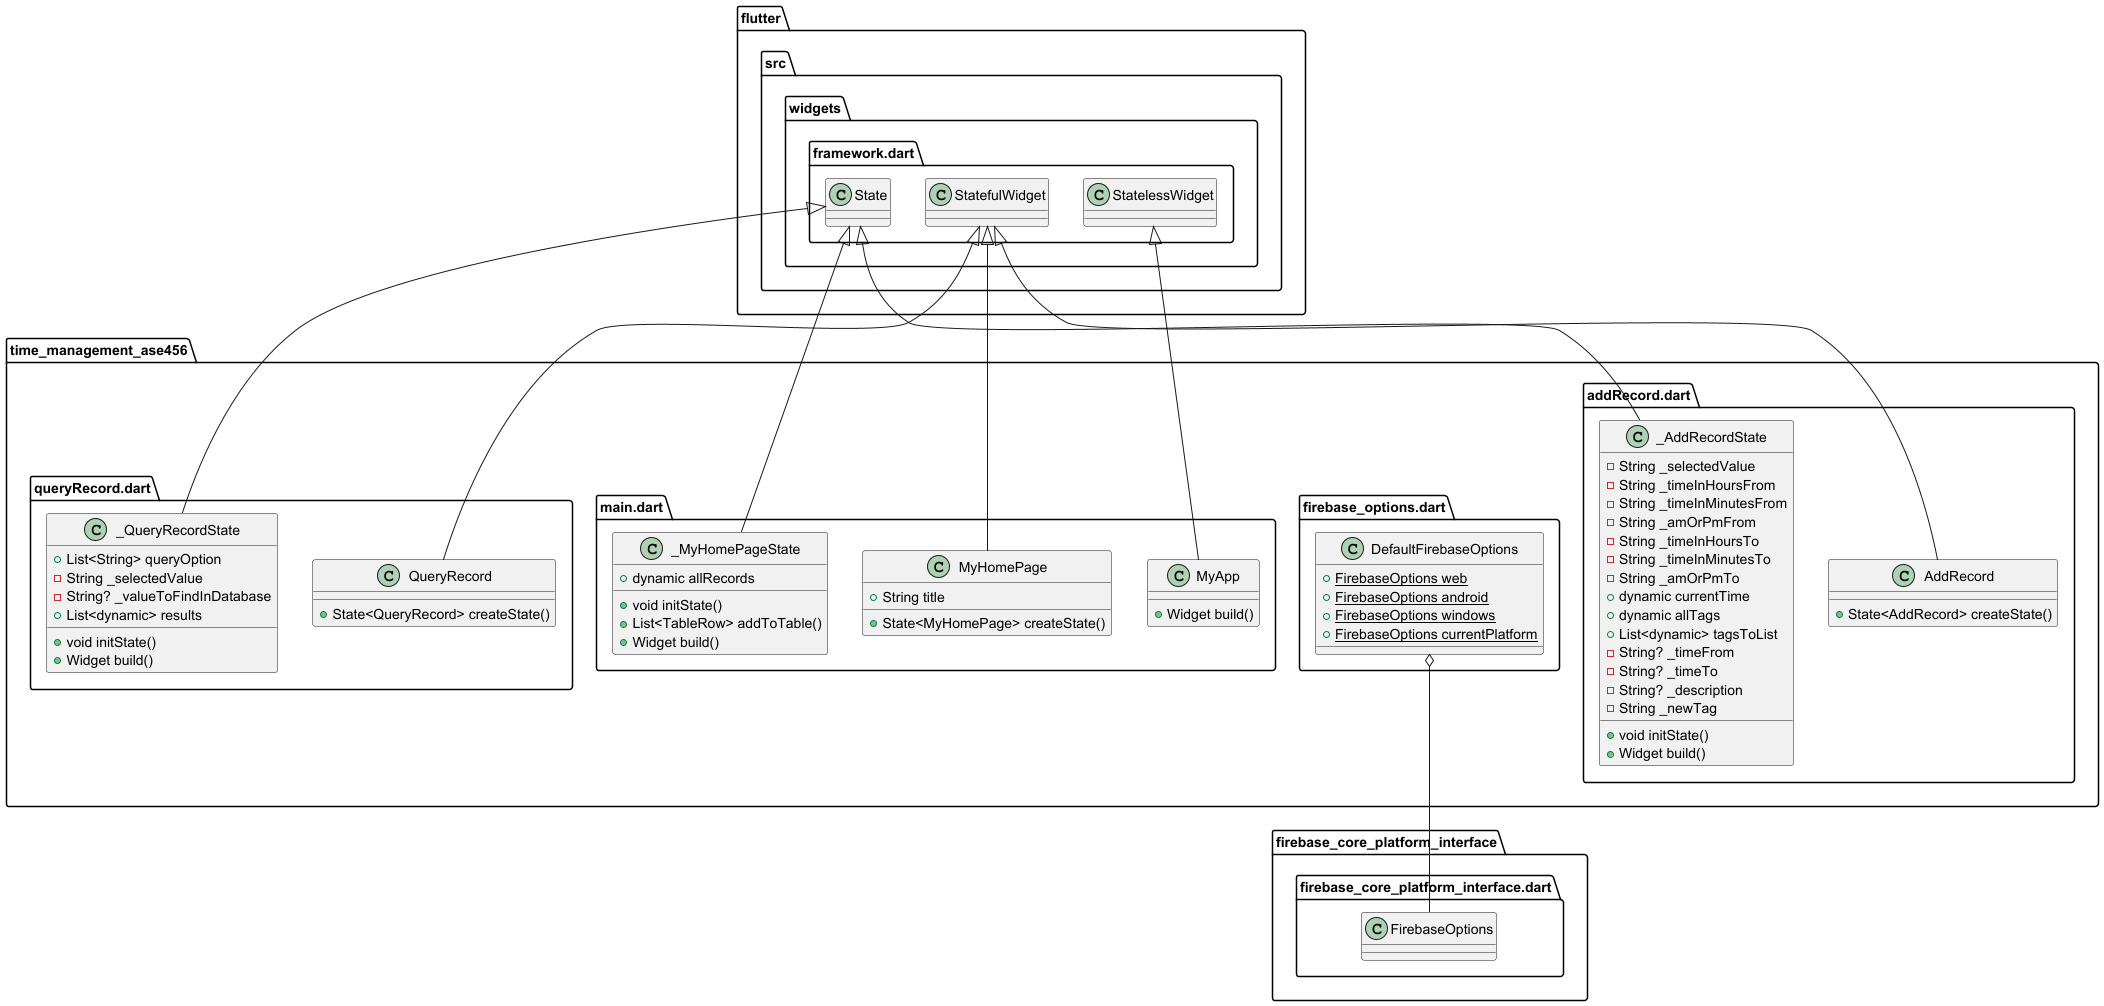 flutter
src
widgets
framework.dart
C State
C StatefulWidget
C StatelessWidget
time_management_ase456
queryRecord.dart
C _QueryRecordState
List<String> queryOption
String _selectedValue
String? _valueToFindInDatabase
List<dynamic> results
void initState()
Widget build()
C QueryRecord
State<QueryRecord> createState()
main.dart
C _MyHomePageState
dynamic allRecords
void initState()
List<TableRow> addToTable()
Widget build()
C MyHomePage
String title
State<MyHomePage> createState()
C MyApp
Widget build()
firebase_options.dart
C DefaultFirebaseOptions
FirebaseOptions web
FirebaseOptions android
FirebaseOptions windows
FirebaseOptions currentPlatform
addRecord.dart
C _AddRecordState
String _selectedValue
String _timeInHoursFrom
String _timeInMinutesFrom
String _amOrPmFrom
String _timeInHoursTo
String _timeInMinutesTo
String _amOrPmTo
dynamic currentTime
dynamic allTags
List<dynamic> tagsToList
String? _timeFrom
String? _timeTo
String? _description
String _newTag
void initState()
Widget build()
C AddRecord
State<AddRecord> createState()
firebase_core_platform_interface
firebase_core_platform_interface.dart
C FirebaseOptions